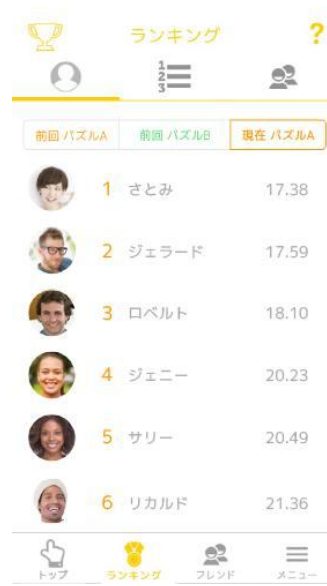 ランキング ?
1 2 3
前回 パズルA 前回 パズルB 現在 パズルA
1 さとみ 17.38
2 ジェラード 17.59
3 ロベルト 18.10
4 ジェニー 20.23
5 サリー 20.49
6 リカルド 21.36
トップ ランキング フレンド メニュー